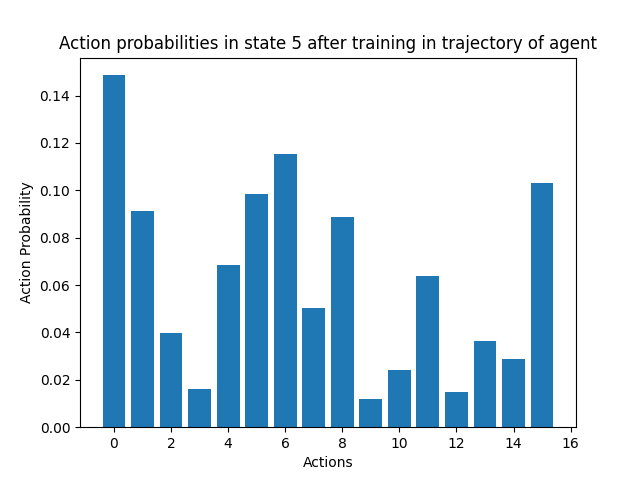 Action probabilities in state 5 after training in trajectory of agent
0.14
0.12
0.10
0.08
0.06
0.04
0.02
0.00
Action Probability
0 2 4 6 8 10 12 14 16
Actions